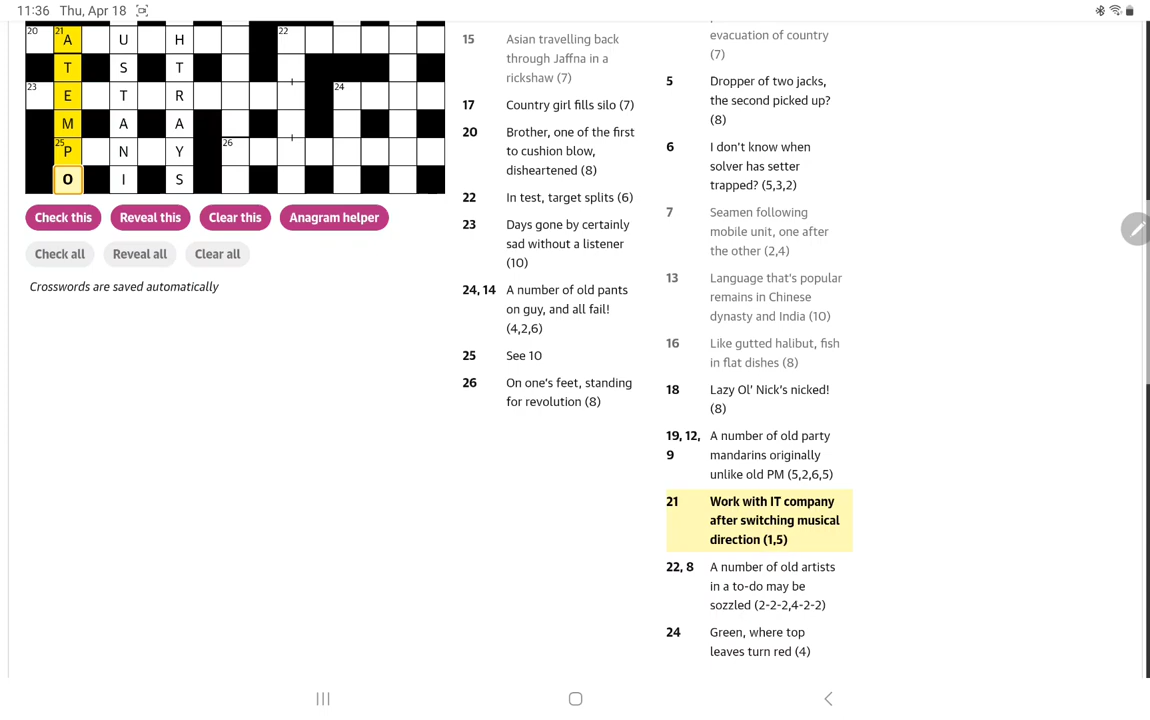 11:36 Thu, Apr 18
20 21 A U H 22
T S T
23 E T R 24
M A A
25 P N Y 26
O I S
Check this Reveal this Clear this Anagram helper
Check all Reveal all Clear all
Crosswords are saved automatically
15 Asian travelling back
through Jaffna in a
rickshaw (7)
17 Country girl fills silo (7)
20 Brother, one of the first
to cushion blow,
disheartened (8)
22 In test, target splits (6)
23 Days gone by certainly
sad without a listener
(10)
24, 14 A number of old pants
on guy, and all fail!
(4,2,6)
25 See 10
26 On one's feet, standing
for revolution (8)
evacuation of country
(7)
5 Dropper of two jacks,
the second picked up?
(8)
6 I don't know when
solver has setter
trapped? (5,3,2)
7 Seamen following
mobile unit, one after
the other (2,4)
13 Language that's popular
remains in Chinese
dynasty and India (10)
16 Like gutted halibut, fish
in flat dishes (8)
18 Lazy Ol' Nick's nicked!
(8)
19, 12, A number of old party
9 mandarins originally
unlike old PM (5,2,6,5)
21 Work with IT company
after switching musical
direction (1,5)
22, 8 A number of old artists
in a to-do may be
sozzled (2-2-2,4-2-2)
24 Green, where top
leaves turn red (4)